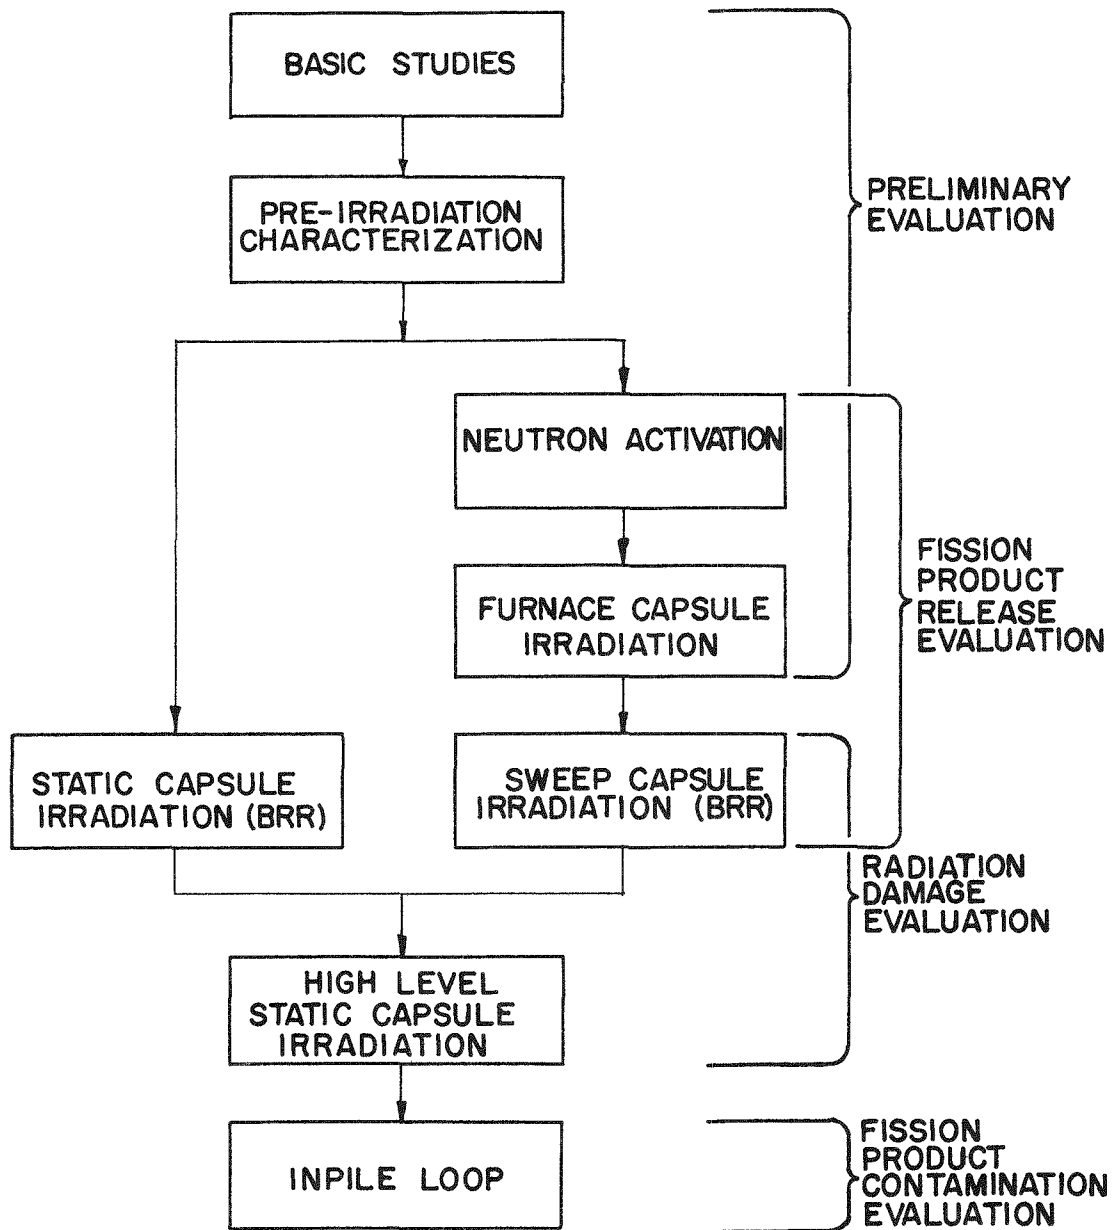 BASIC STUDIES
PRE-IRRADIATION
CHARACTERIZATION
PRELIMINARY
EVALUATION
NEUTRON ACTIVATION
FURNACE CAPSULE
IRRADIATION
FISSION
PRODUCT
RELEASE
EVALUATION
STATIC CAPSULE
IRRADIATION (BRR)
SWEEP CAPSULE
IRRADIATION (BRR)
RADIATION
DAMAGE
EVALUATION
HIGH LEVEL
STATIC CAPSULE
IRRADIATION
INPILE LOOP
FISSION
PRODUCT
CONTAMINATION
EVALUATION